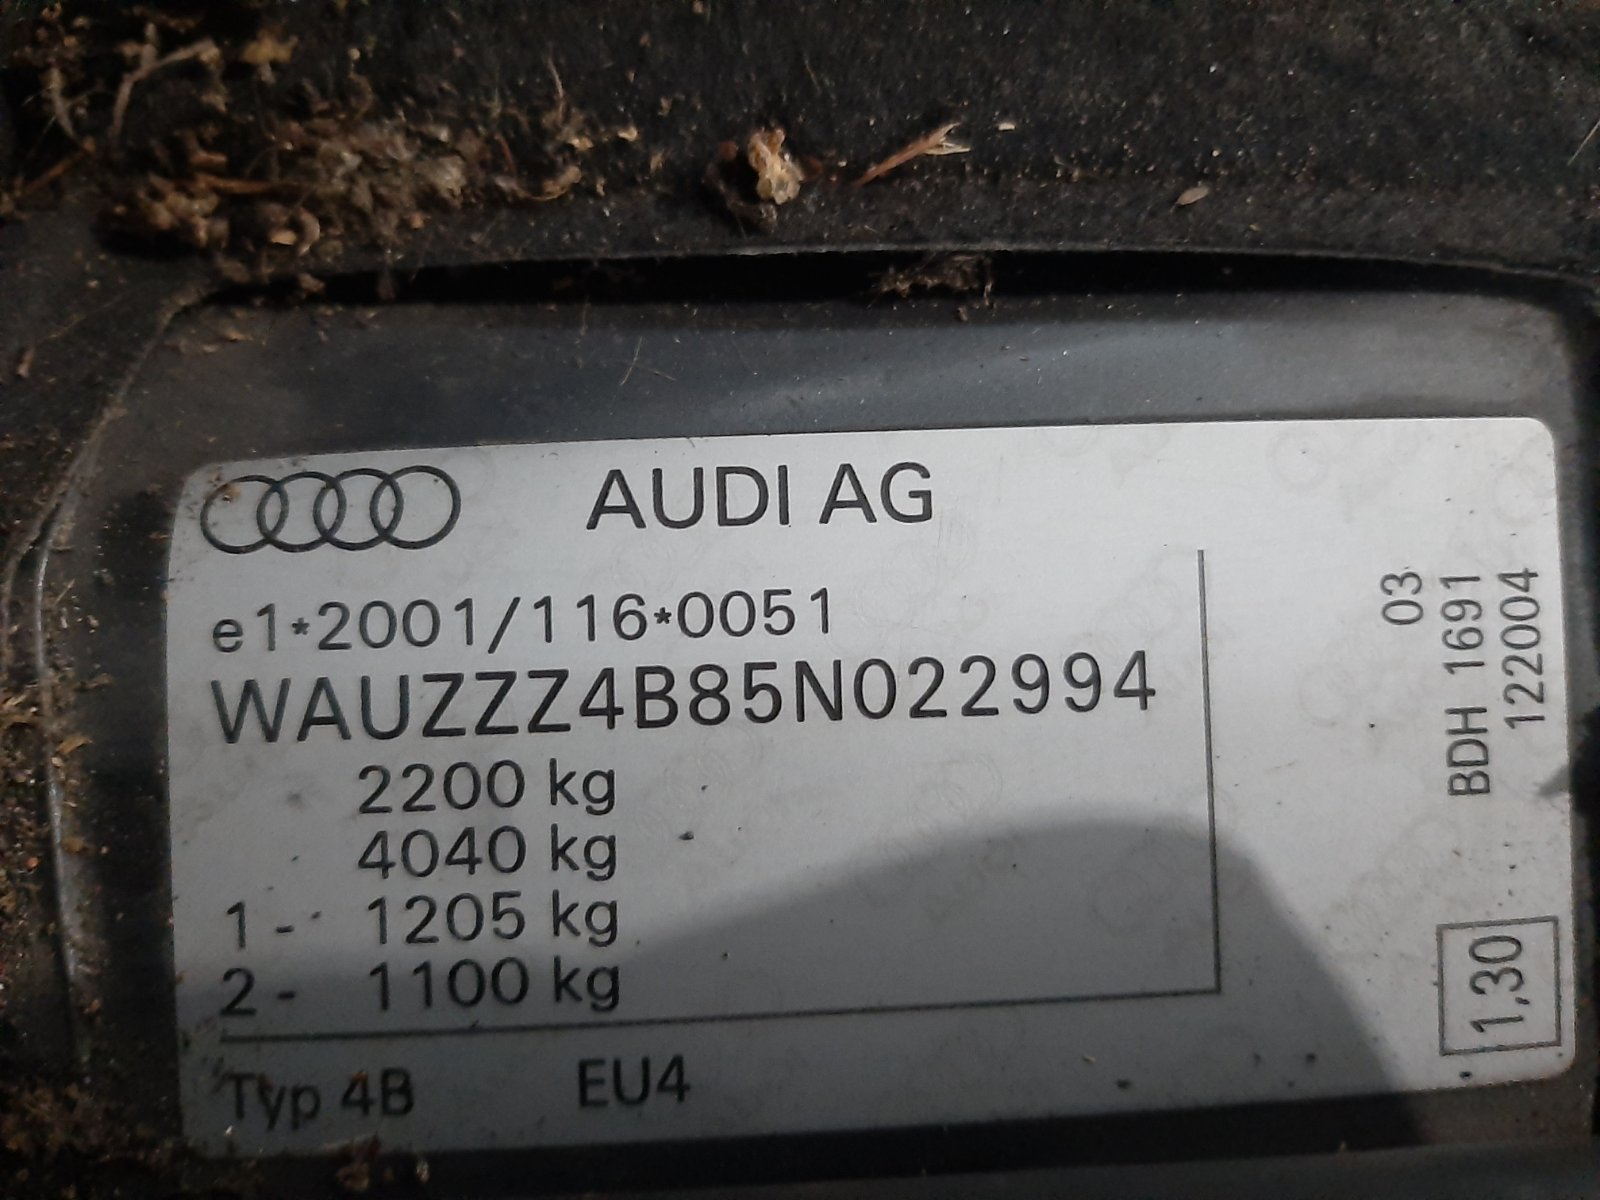 AUDI AG
e1*2001/116*0051
WAUZZZ4B85N022994
2200 kg
4040 kg
1 - 1205 kg
2 - 1100 kg
Typ 4B EU4
03
BDH 1691
122004
1,30